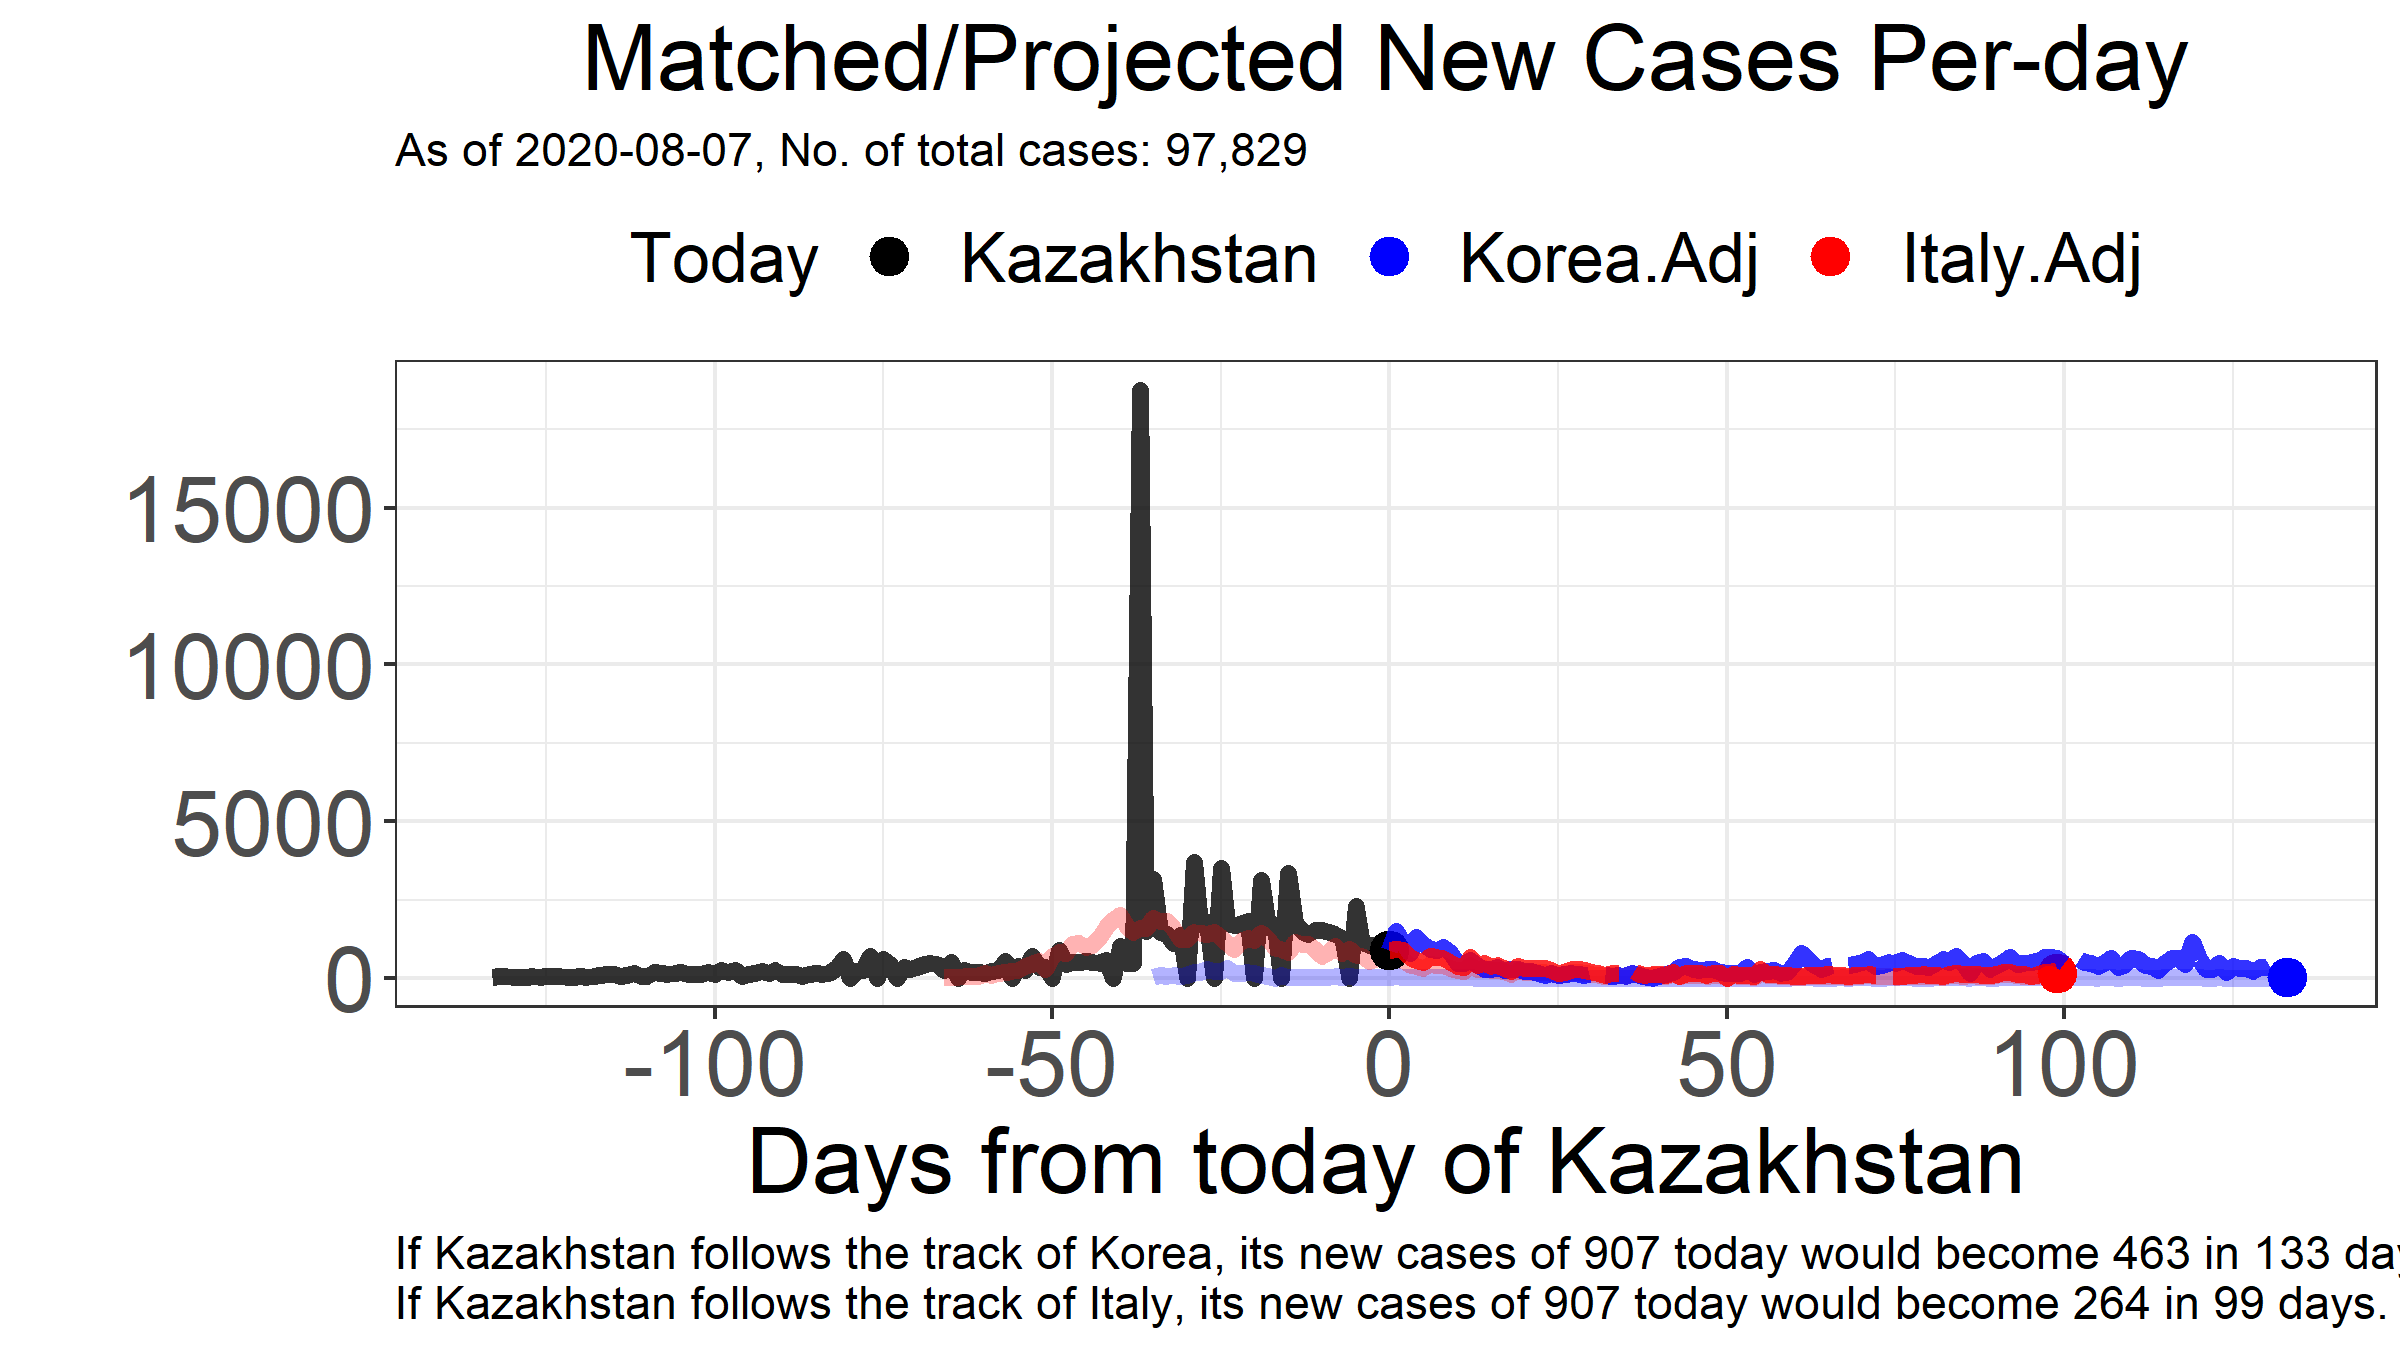 Matched/Projected New Cases Per-day
As of 2020-08-07, No. of total cases: 97,829
Today Kazakhstan Korea.Adj Italy.Adj
15000
10000
5000
0
-100 -50 0 50 100
Days from today of Kazakhstan
If Kazakhstan follows the track of Korea, its new cases of 907 today would become 463 in 133
If Kazakhstan follows the track of Italy, its new cases of 907 today would become 264 in 99 days.